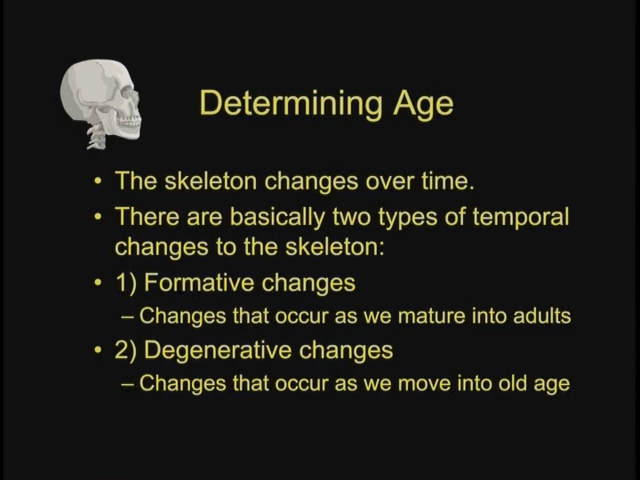 Determining Age
• The skeleton changes over time.
• There are basically two types of temporal
changes to the skeleton:
• 1) Formative changes
– Changes that occur as we mature into adults
• 2) Degenerative changes
– Changes that occur as we move into old age